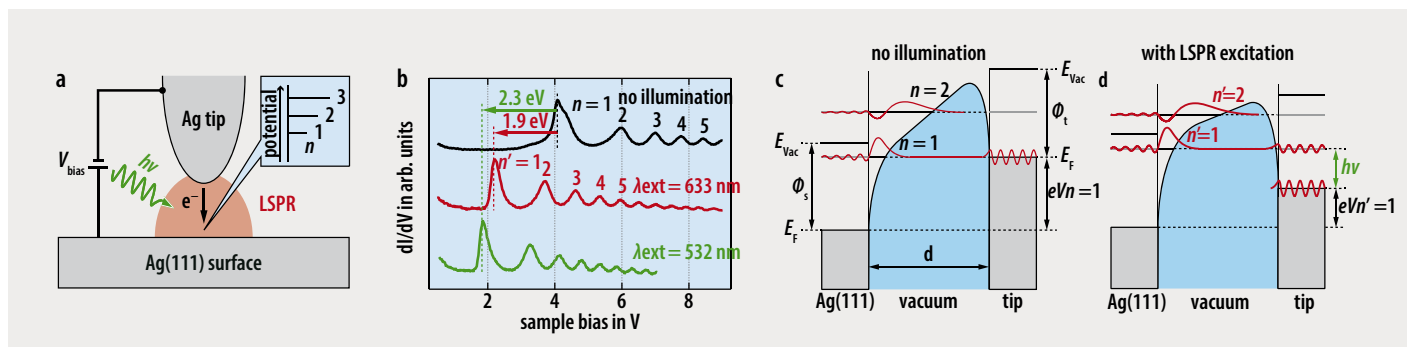 a
Ag tip
potential
3
2
1
n
V bias
hν
e⁻
LSPR
Ag(111) surface
b
2.3 eV
n = 1
no illumination
1.9 eV
2
3
4
5
n' = 1
2
3
4
5
λext = 633 nm
λext = 532 nm
dI/dV in arb. units
2
4
6
8
sample bias in V
no illumination
c
E Vac
n = 2
ϕ t
E Vac
n = 1
E F
ϕ s
eVn = 1
E F
d
Ag(111)
vacuum
tip
with LSPR excitation
d
n'=2
n'=1
hν
eVn' =1
Ag(111)
vacuum
tip